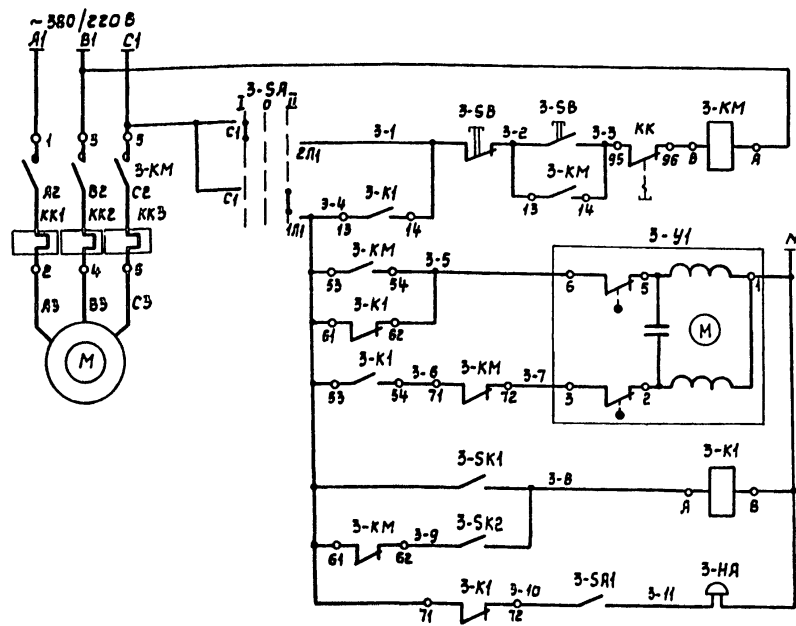 ~380/220 В
А1 В1 С1
3-SA
I 0 II
С1
2Л1
3-1
3-SB
3-2
3-SB
3-3
КК
3-КМ
95 96 В А
3-КМ
13 14
1 3 5
3-КМ
А2 В2 С2
КК1 КК2 КК3
2 4 6
А3 В3 С3
М
С1
1Л1
3-4
3-К1
13 14
3-КМ
3-5
53 54
3-К1
61 62
3-К1
3-6
3-КМ
3-7
53 54 71 72
3-У1
N
6 5 1
М
3 2
3-SK1
3-8
3-К1
А В
3-КМ
3-9
3-SK2
61 62
3-К1
3-10
3-SA1
3-11
3-НА
71 72